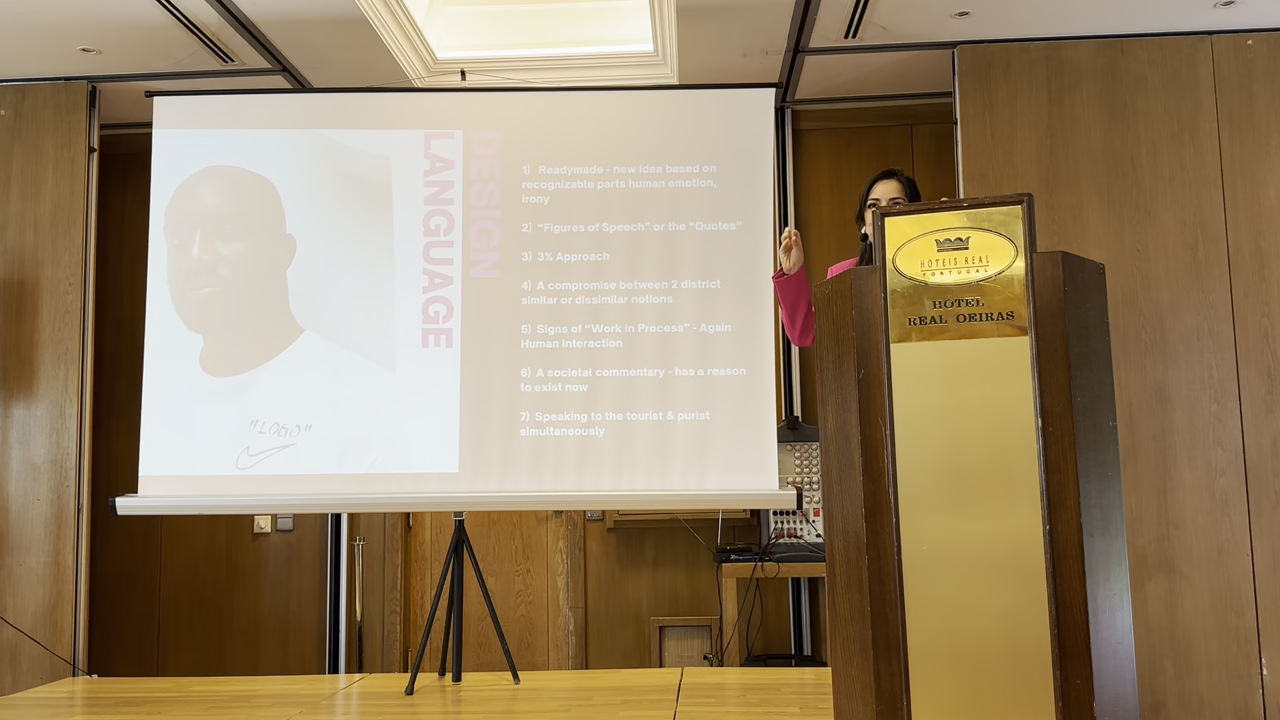 DESIGN
LANGUAGE
"LOGO"
1) Readymade - new idea based on
recognizable parts human emotion,
irony
2) “Figures of Speech” or the “Quotes”
3) 3% Approach
4) A compromise between 2 district
similar or dissimilar notions
5) Signs of “Work in Process” - Again
Human Interaction
6) A societal commentary - has a reason
to exist now
7) Speaking to the tourist & purist
simultaneously
HOTEIS REAL
PORTUGAL
HOTEL
REAL OEIRAS